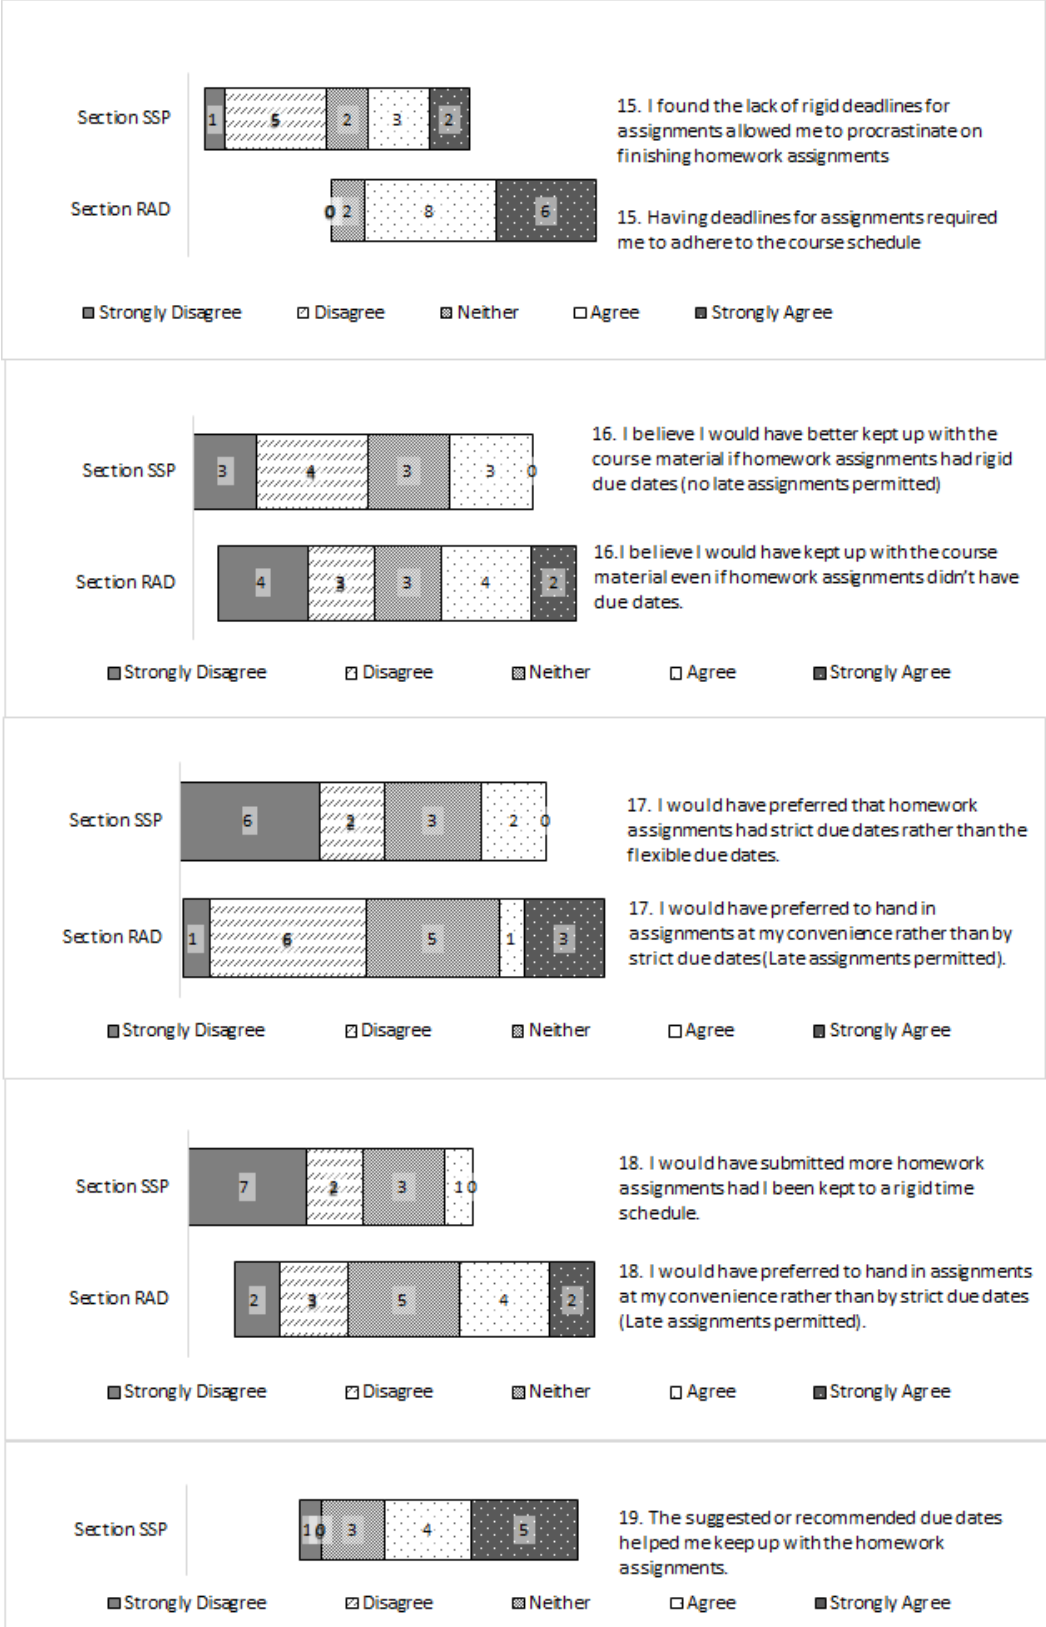 Section SSP
1 5 2 3 2
15. I found the lack of rigid deadlines for
assignments allowed me to procrastinate on
finishing homework assignments
Section RAD
0 2 8 6
15. Having deadlines for assignments required
me to adhere to the course schedule
Strongly Disagree Disagree Neither Agree Strongly Agree
Section SSP
3 4 3 3 0
16. I believe I would have better kept up with the
course material if homework assignments had rigid
due dates (no late assignments permitted)
Section RAD
4 3 3 4 2
16.I believe I would have kept up with the course
material even if homework assignments didn't have
due dates.
Strongly Disagree Disagree Neither Agree Strongly Agree
Section SSP
6 2 3 2 0
17. I would have preferred that homework
assignments had strict due dates rather than the
flexible due dates.
Section RAD
1 6 5 1 3
17. I would have preferred to hand in
assignments at my convenience rather than by
strict due dates(Late assignments permitted).
Strongly Disagree Disagree Neither Agree Strongly Agree
Section SSP
7 2 3 1 0
18. I would have submitted more homework
assignments had I been kept to a rigid time
schedule.
Section RAD
2 3 5 4 2
18. I would have preferred to hand in assignments
at my convenience rather than by strict due dates
(Late assignments permitted).
Strongly Disagree Disagree Neither Agree Strongly Agree
Section SSP
1 0 3 4 5
19. The suggested or recommended due dates
helped me keep up with the homework
assignments.
Strongly Disagree Disagree Neither Agree Strongly Agree